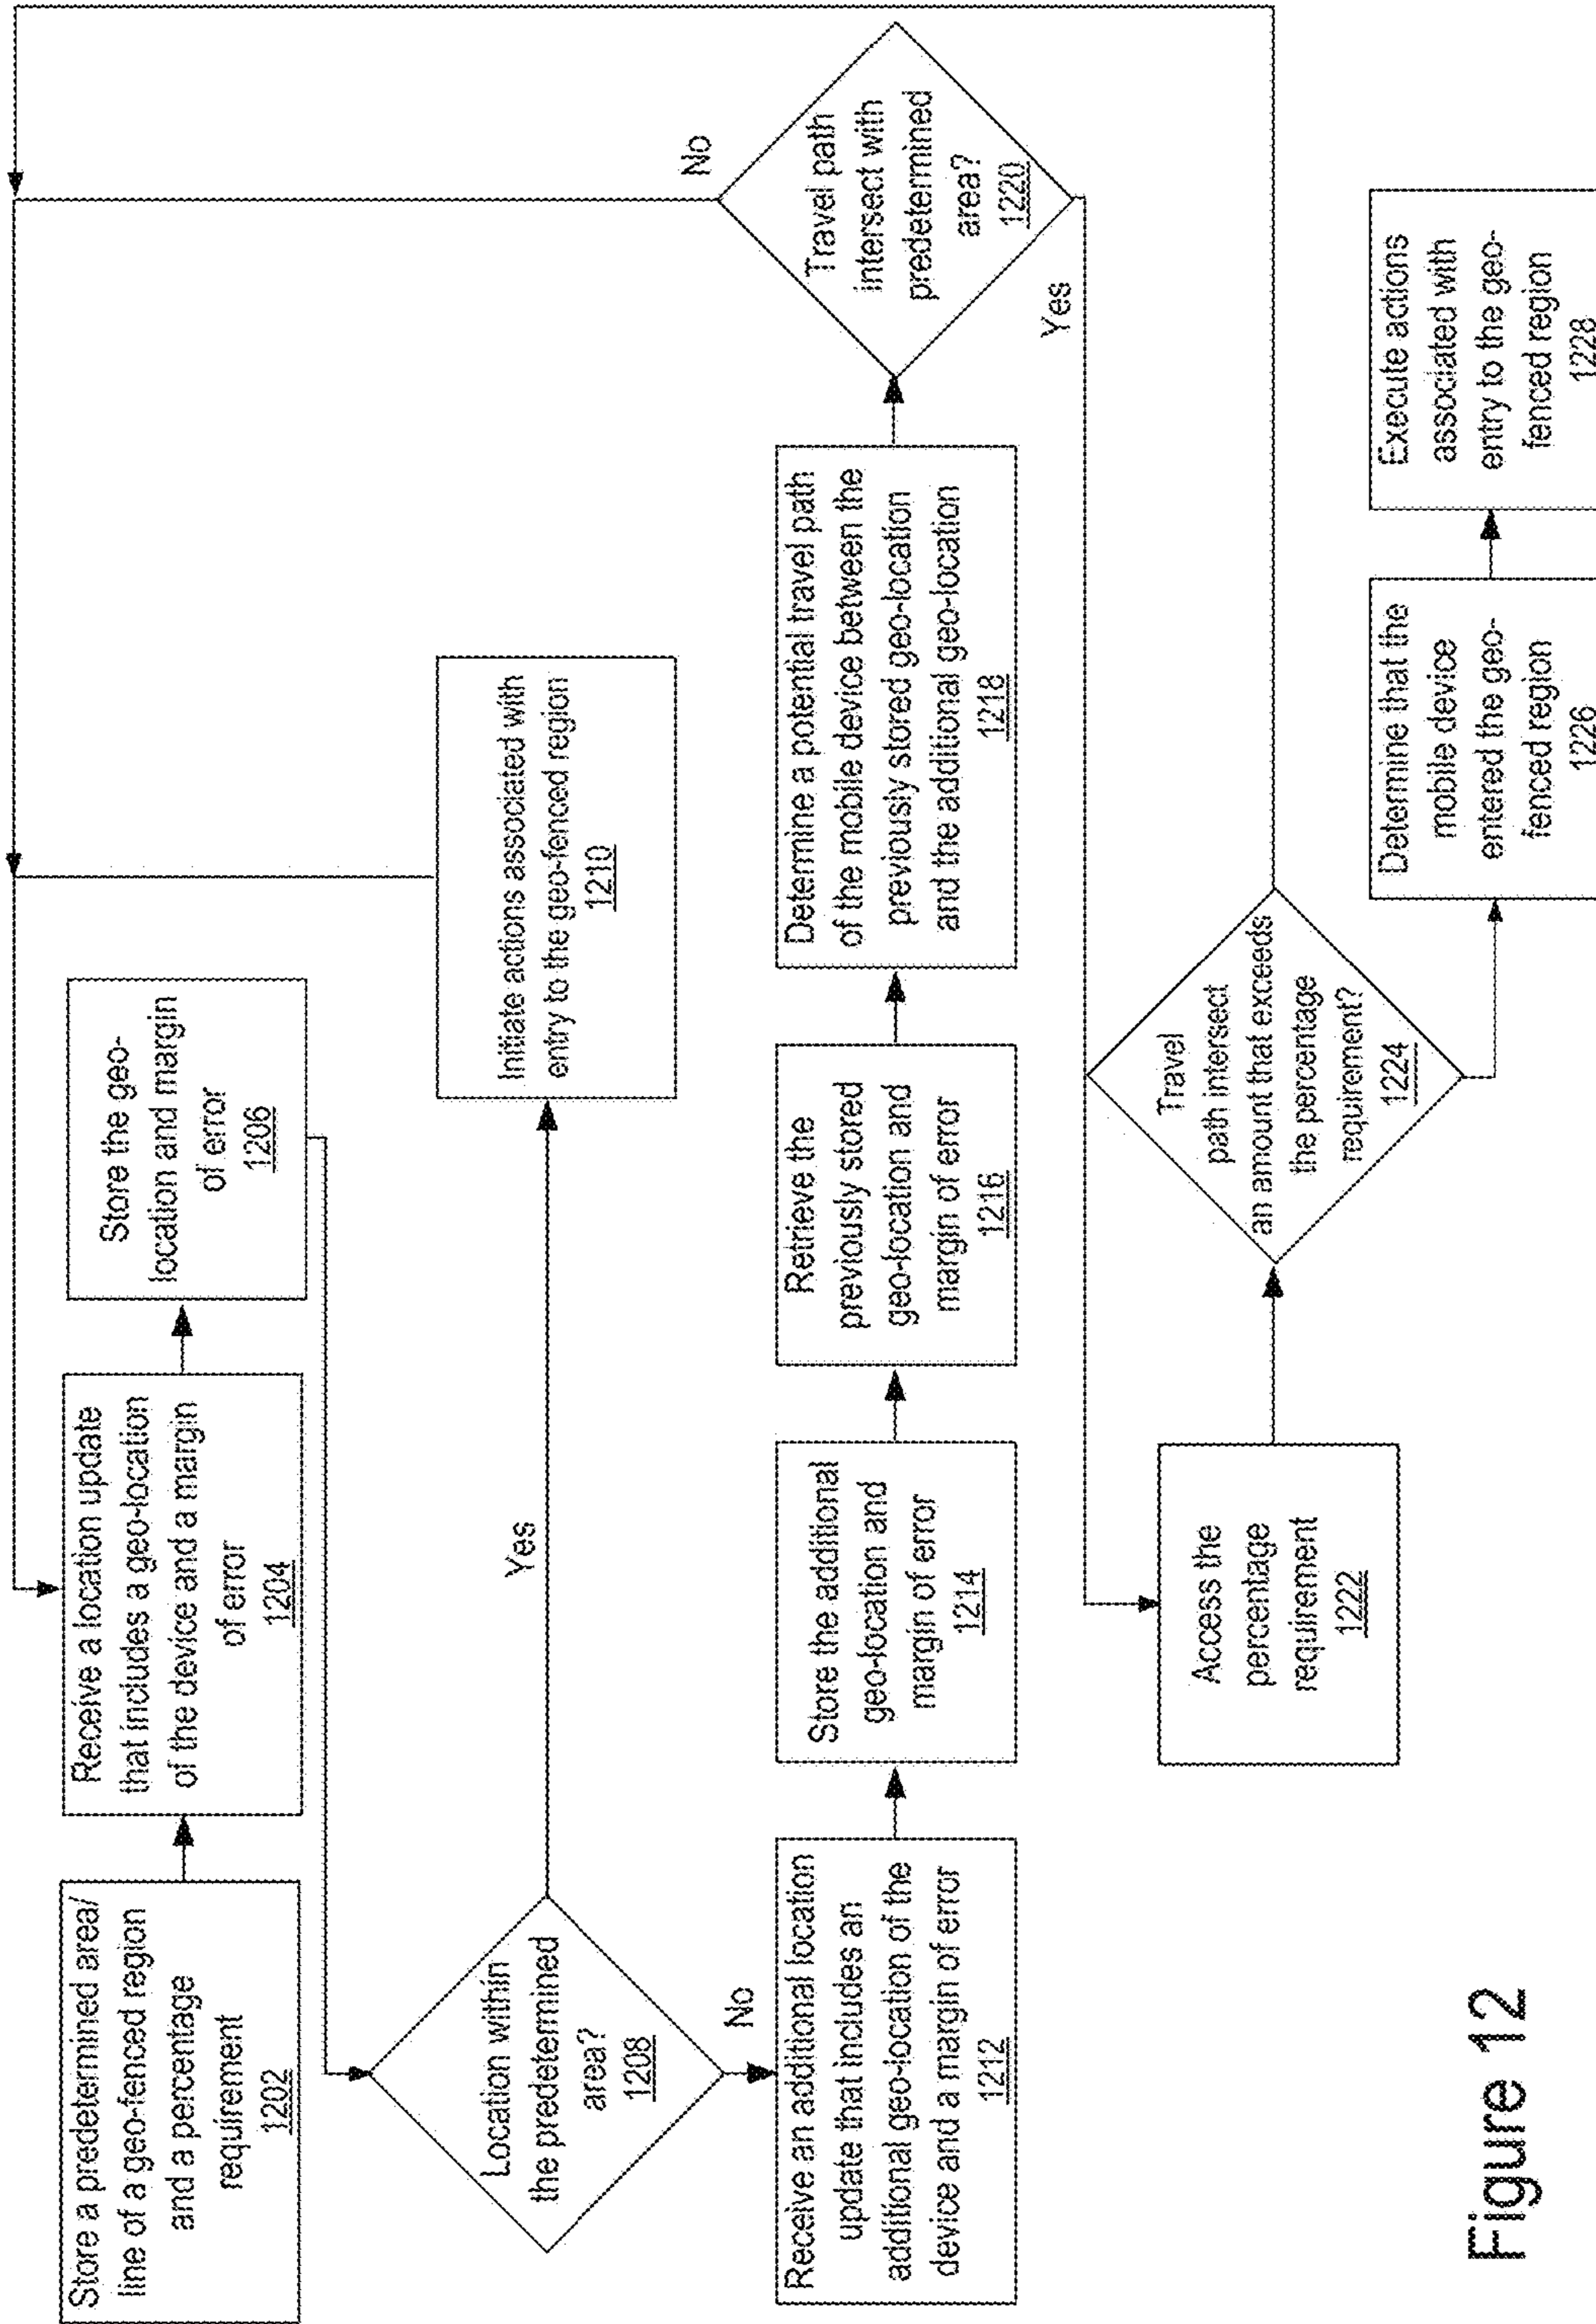 Store a predetermined area/
line of a geo-fenced region
and a percentage
requirement
1202
Receive a location update
that includes a geo-location
of the device and a margin
of error
1204
Store the geo-
location and margin
of error
1206
Location within
the predetermined
area?
1208
Yes
No
Initiate actions associated with
entry to the geo-fenced region
1210
Receive an additional location
update that includes an
additional geo-location of the
device and a margin of error
1212
Store the additional
geo-location and
margin of error
1214
Retrieve the
previously stored
geo-location and
margin of error
1216
Determine a potential travel path
of the mobile device between the
previously stored geo-location
and the additional geo-location
1218
Travel path
intersect with
predetermined
area?
1220
No
Yes
Access the
percentage
requirement
1222
Travel
path intersect
an amount that exceeds
the percentage
requirement?
1224
Determine that the
mobile device
entered the geo-
fenced region
1226
Execute actions
associated with
entry to the geo-
fenced region
1228
Figure 12